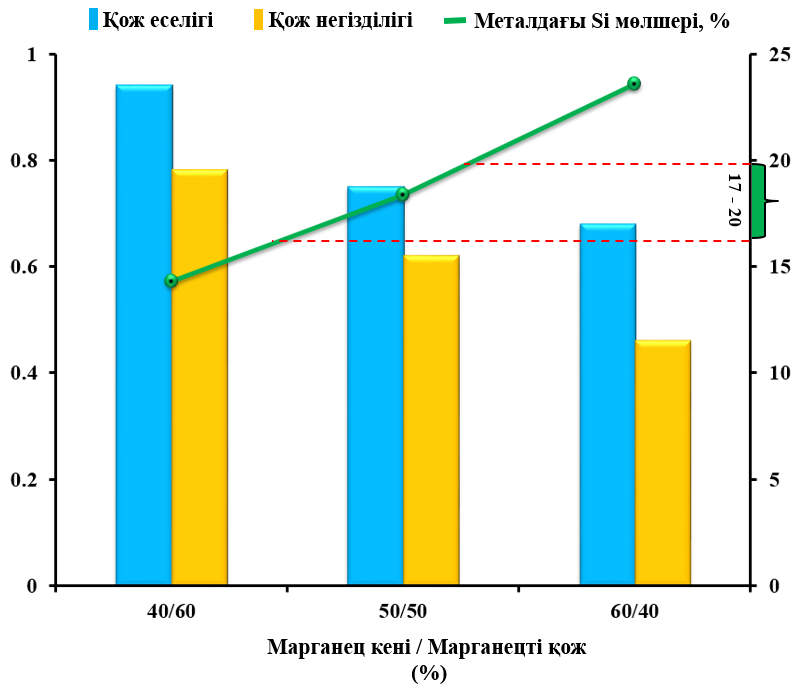 Қож еселігі Қож негізділігі Металдағы Si мөлшері, %
1 25
0.8 20
17 - 20
0.6 15
0.4 10
0.2 5
0 0
40/60 50/50 60/40
Марганец кені / Марганецті қож
(%)